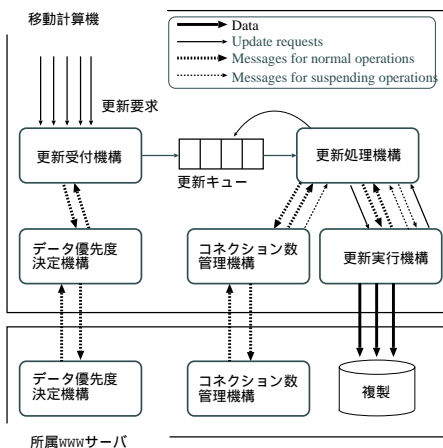 移動計算機
Data
Update requests
Messages for normal operations
Messages for suspending operations
更新要求
更新受付機構
更新キュー
更新処理機構
データ優先度
決定機構
コネクション数
管理機構
更新実行機構
データ優先度
決定機構
コネクション数
管理機構
複製
所属WWWサーバ